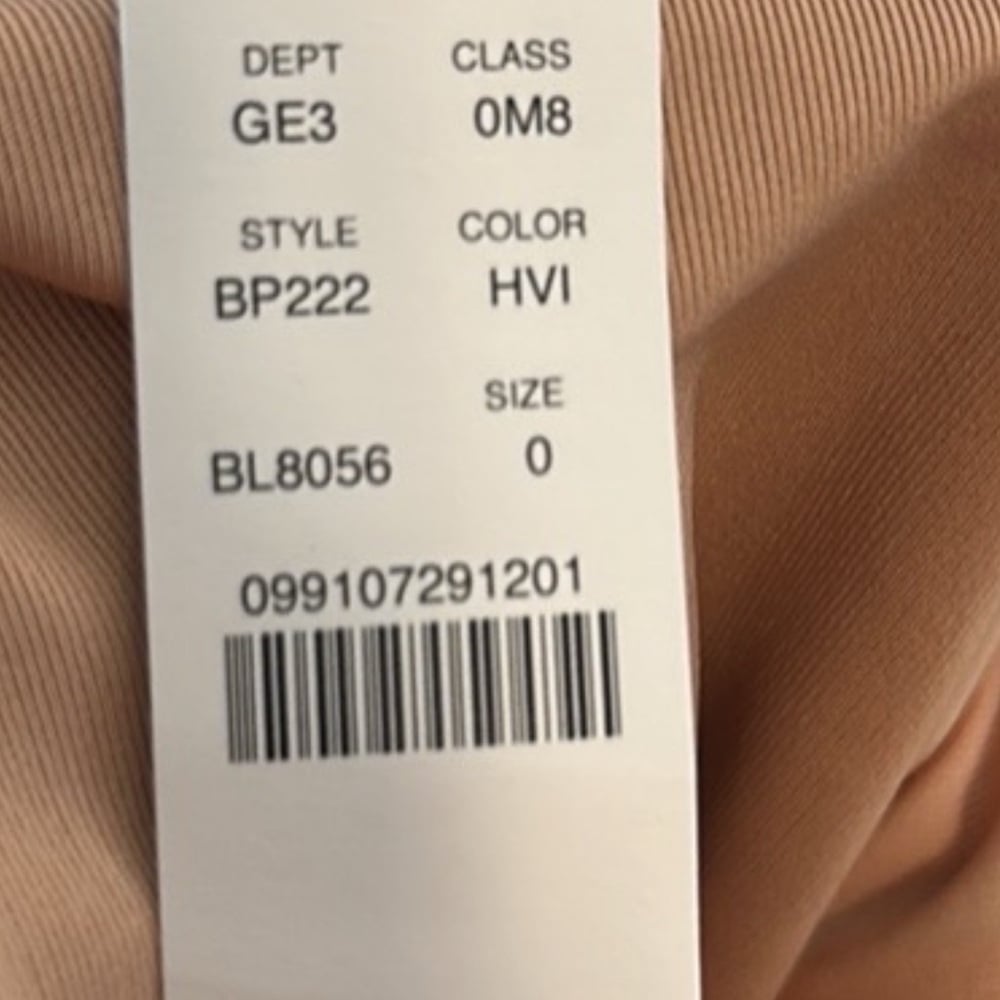 DEPT CLASS
GE3 0M8
STYLE COLOR
BP222 HVI
SIZE
BL8056 0
099107291201